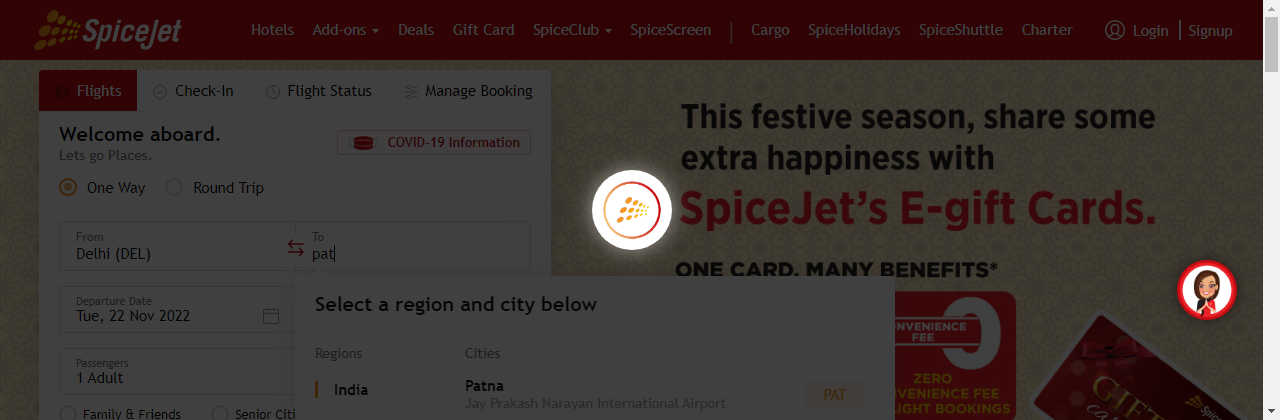 SpiceJet
Hotels Add-ons Deals Gift Card SpiceClub SpiceScreen Cargo SpiceHolidays SpiceShuttle Charter Login Signup
Flights Check-In Flight Status Manage Booking
Welcome aboard.
Lets go Places.
COVID-19 Information
One Way Round Trip
From
Delhi (DEL)
To
pat
Departure Date
Tue, 22 Nov 2022
Passengers
1 Adult
Family & Friends Senior Citi
Select a region and city below
Regions Cities
India
Patna
Jay Prakash Narayan International Airport
PAT
This festive season, share some
extra happiness with
SpiceJet's E-gift Cards.
ONE CARD, MANY BENEFITS*
NVENIENCE
FEE
0
ZERO
NVENIENCE FEE
LIGHT BOOKINGS
SpiceJet
GIFT